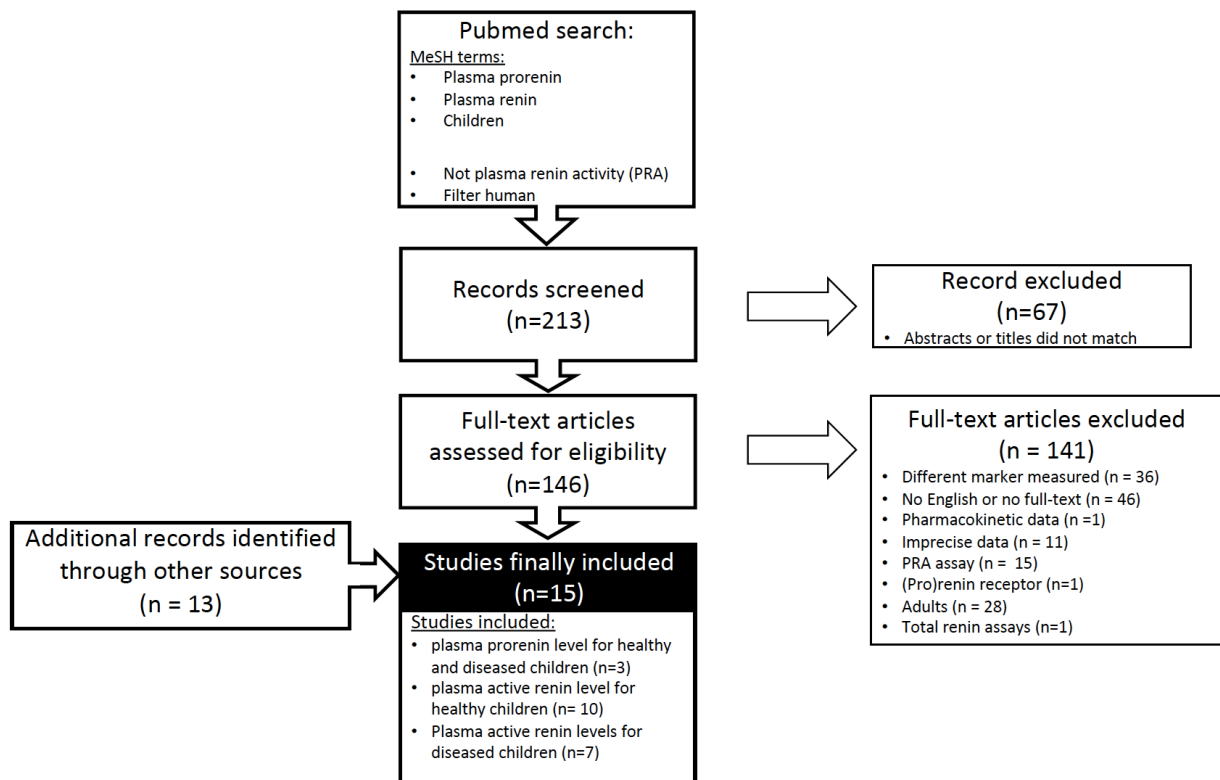 Pubmed search:
MeSH terms:
• Plasma prorenin
• Plasma renin
• Children
• Not plasma renin activity (PRA)
• Filter human
Records screened
(n=213)
Record excluded
(n=67)
• Abstracts or titles did not match
Full-text articles
assessed for eligibility
(n=146)
Full-text articles excluded
(n = 141)
• Different marker measured (n = 36)
• No English or no full-text (n = 46)
• Pharmacokinetic data (n =1)
• Imprecise data (n = 11)
• PRA assay (n = 15)
• (Pro)renin receptor (n=1)
• Adults (n = 28)
• Total renin assays (n=1)
Additional records identified
through other sources
(n = 13)
Studies finally included
(n=15)
Studies included:
• plasma prorenin level for healthy
and diseased children (n=3)
• plasma active renin level for
healthy children (n= 10)
• Plasma active renin levels for
diseased children (n=7)